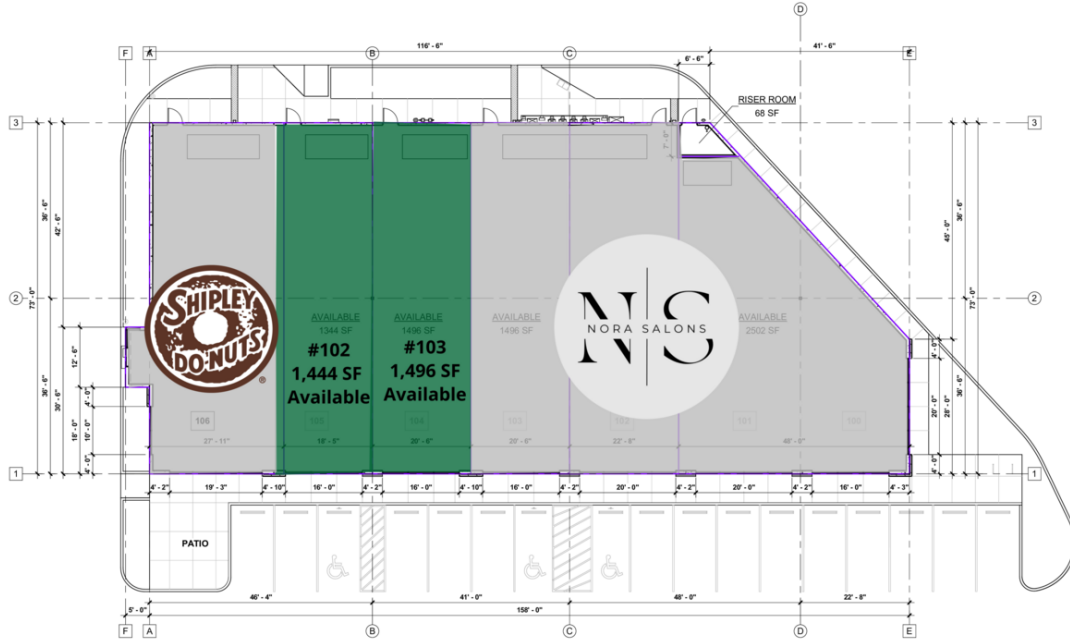 D
116' - 6"
41' - 6"
F
A
B
C
E
6' - 6"
RISER ROOM
68 SF
3
3
7' - 0"
36' - 6"
42' - 6"
45' - 0"
36' - 6"
2
73' - 0"
73' - 0"
2
SHIPLEY
DO-NUTS
®
AVAILABLE
1344 SF
#102
1,444 SF
Available
AVAILABLE
1496 SF
#103
1,496 SF
Available
AVAILABLE
1496 SF
N S
NORA SALONS
AVAILABLE
2502 SF
12' - 6"
4' - 0"
36' - 6"
30' - 6"
4' - 0"
18' - 0"
10' - 0"
4' - 0"
20' - 0"
28' - 0"
36' - 6"
4' - 0"
106
105
104
103
102
101
100
27' - 11"
18' - 5"
20' - 6"
20' - 6"
22' - 8"
48' - 0"
1
1
4' - 2"
19' - 3"
4' - 10"
16' - 0"
4' - 2"
16' - 0"
4' - 10"
16' - 0"
4' - 2"
20' - 0"
4' - 2"
20' - 0"
4' - 2"
16' - 0"
4' - 3"
PATIO
46' - 4"
41' - 0"
48' - 0"
22' - 8"
5' - 0"
158' - 0"
F
A
B
C
D
E